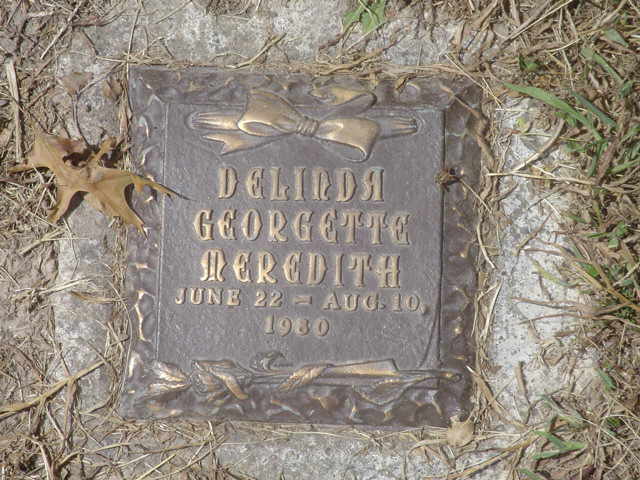 DELINDA
GEORGETTE
MEREDITH
JUNE 22 - AUG. 10,
1980